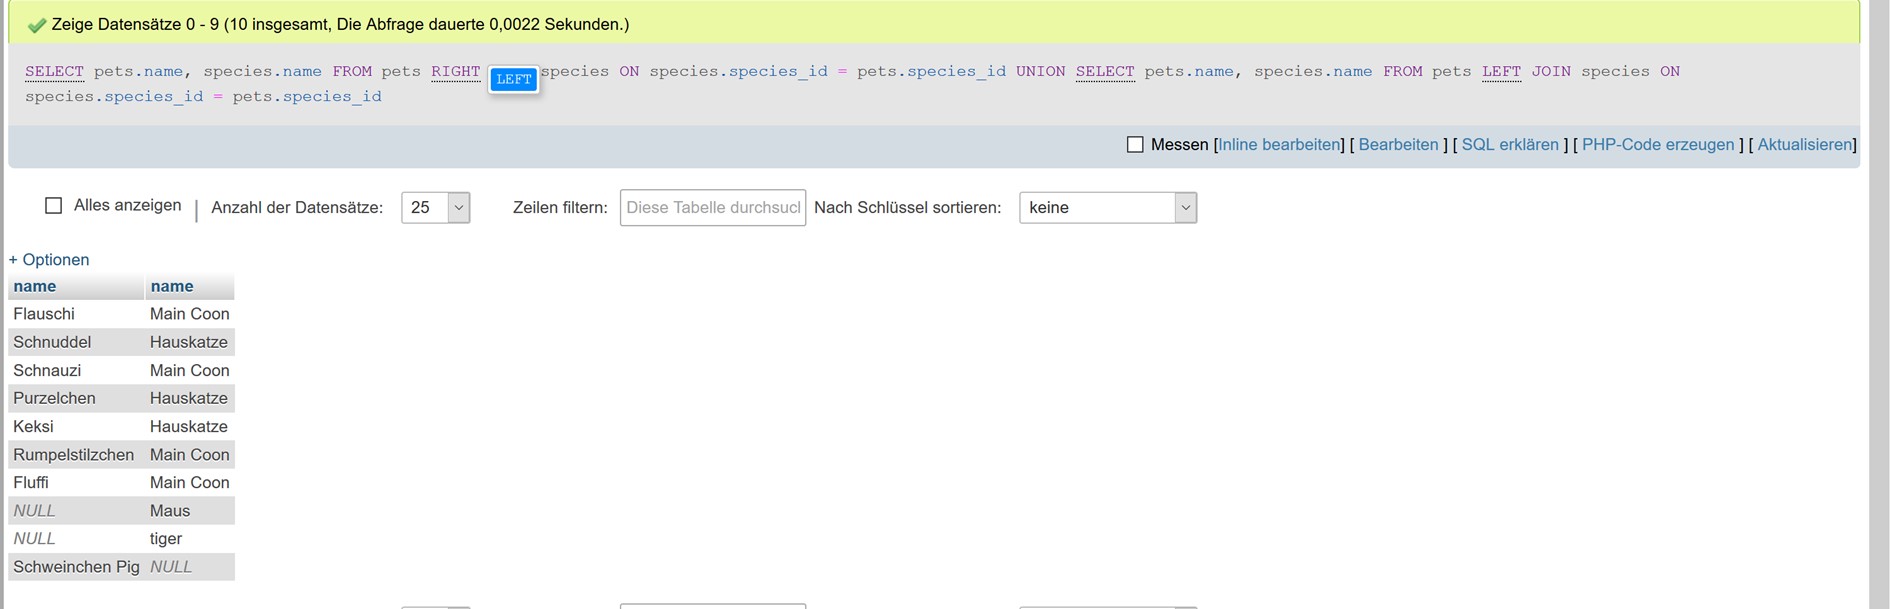 Zeige Datensätze 0 - 9 (10 insgesamt, Die Abfrage dauerte 0,0022 Sekunden.)
SELECT pets.name, species.name FROM pets RIGHT LEFT species ON species.species_id = pets.species_id UNION SELECT pets.name, species.name FROM pets LEFT JOIN species ON
species.species_id = pets.species_id
Messen [Inline bearbeiten] [ Bearbeiten ] [ SQL erklären ] [ PHP-Code erzeugen ] [ Aktualisieren]
Alles anzeigen | Anzahl der Datensätze: 25 Zeilen filtern: Diese Tabelle durchsucl Nach Schlüssel sortieren: keine
+ Optionen
name name
Flauschi Main Coon
Schnuddel Hauskatze
Schnauzi Main Coon
Purzelchen Hauskatze
Keksi Hauskatze
Rumpelstilzchen Main Coon
Fluffi Main Coon
NULL Maus
NULL tiger
Schweinchen Pig NULL